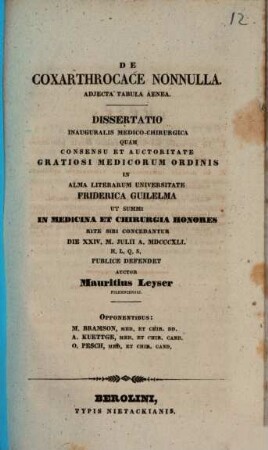 12.
DE
COXARTHROCACE NONNULLA.
ADJECTA TABULA AENEA.
DISSERTATIO
INAUGURALIS MEDICO-CHIRURGICA
QUAM
CONSENSU ET AUCTORITATE
GRATIOSI MEDICORUM ORDINIS
IN
ALMA LITERARUM UNIVERSITATE
FRIDERICA GUILELMA
UT SUMMI
IN MEDICINA ET CHIRURGIA HONORES
RITE SIBI CONCEDANTUR
DIE XXIV. M. JULII A. MDCCCXLI.
H. L. Q. S.
PUBLICE DEFENDET
AUCTOR
Mauritius Leyser
OPPONENTIBUS:
M. BRAMSON, MED. ET CHIR. DR.
A. KUETTGE, MED. ET CHIR. CAND.
O. PESCH, MED. ET CHIR. CAND.
BEROLINI,
TYPIS NIETACKIANIS.